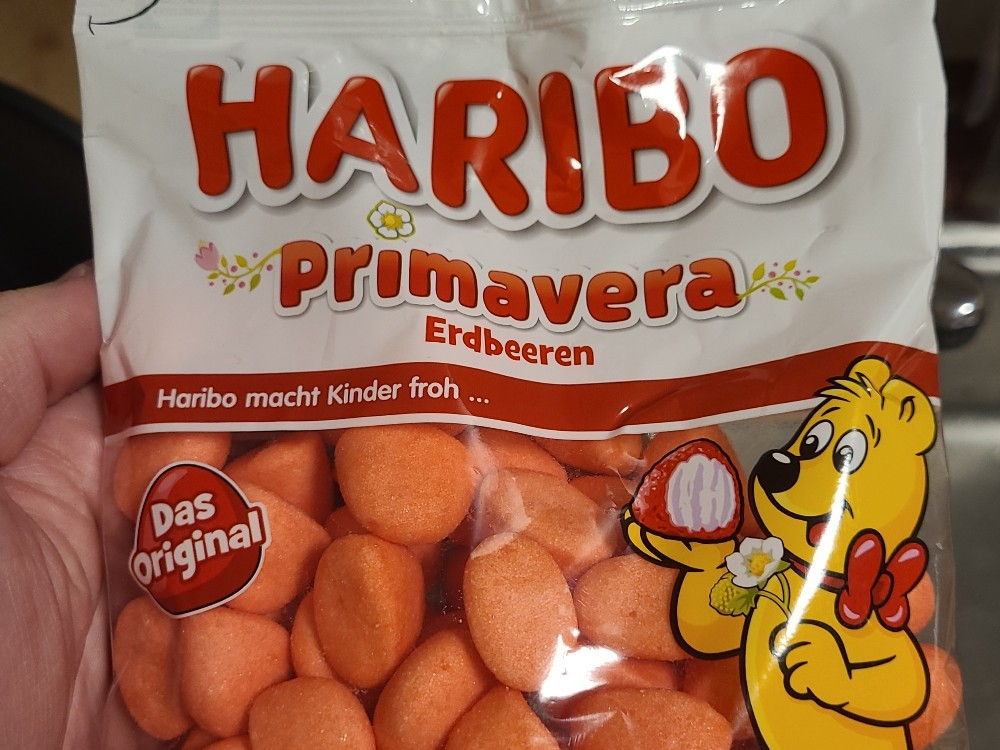 HARIBO
Primavera
Erdbeeren
Haribo macht Kinder froh ...
Das
Original